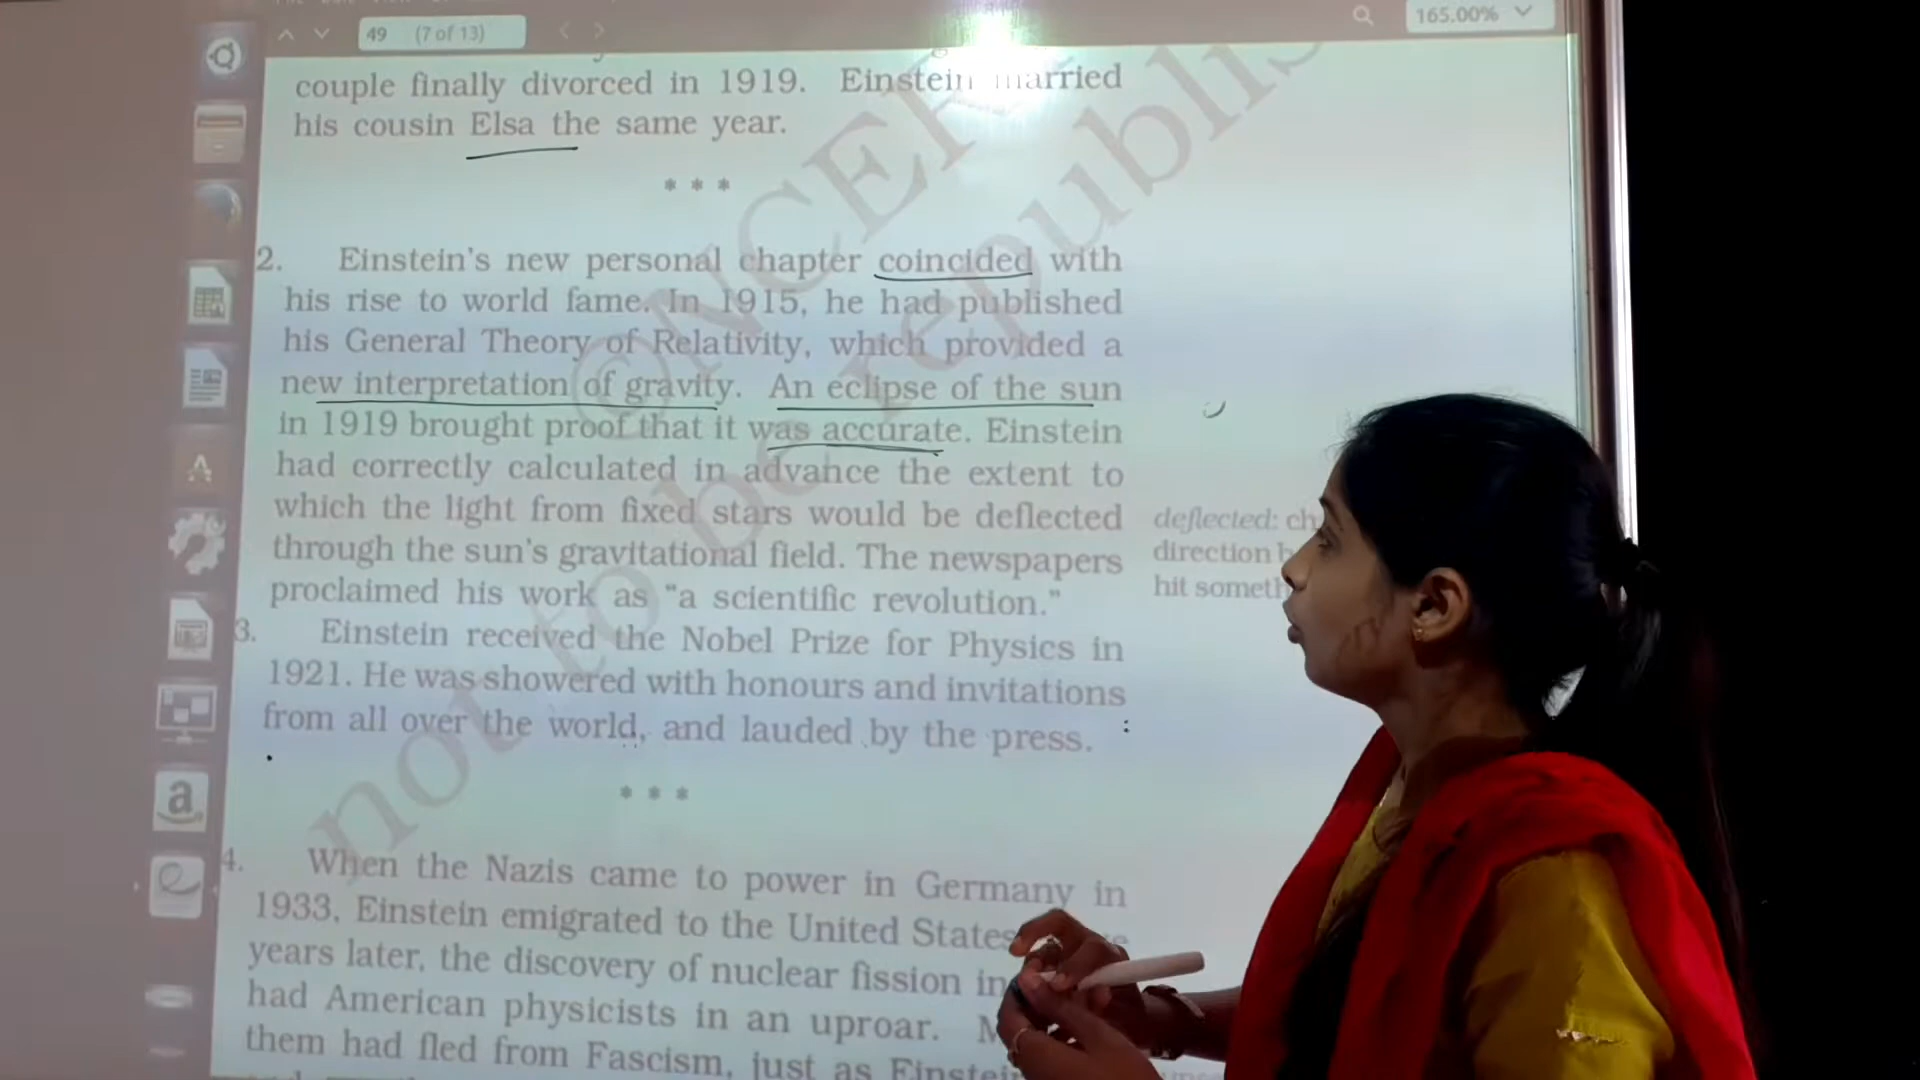 49 (7 of 13)
165.00%
couple finally divorced in 1919. Einstein married
his cousin Elsa the same year.
* * *
2. Einstein's new personal chapter coincided with
his rise to world fame. In 1915, he had published
his General Theory of Relativity, which provided a
new interpretation of gravity. An eclipse of the sun
in 1919 brought proof that it was accurate. Einstein
had correctly calculated in advance the extent to
which the light from fixed stars would be deflected
through the sun's gravitational field. The newspapers
proclaimed his work as "a scientific revolution."
3. Einstein received the Nobel Prize for Physics in
1921. He was showered with honours and invitations
from all over the world, and lauded by the press.
* * *
4. When the Nazis came to power in Germany in
1933, Einstein emigrated to the United States
years later, the discovery of nuclear fission in
had American physicists in an uproar.
them had fled from Fascism, just as Einstein
deflected:
direction
hit
©NCERT
not to be republis